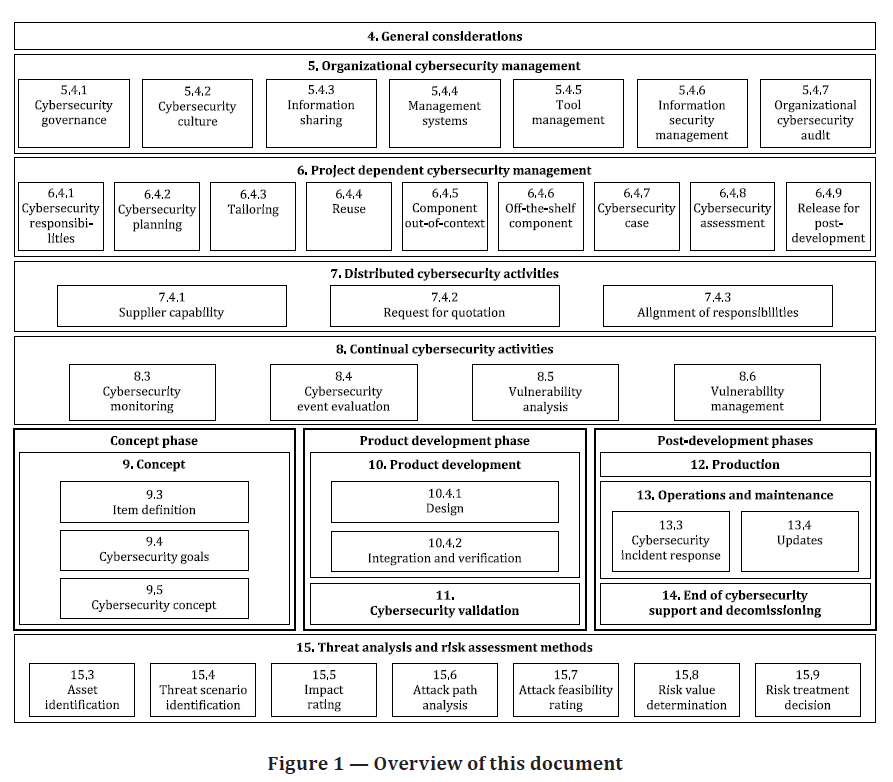 4. General considerations
5. Organizational cybersecurity management
5.4.1
Cybersecurity
governance
5.4.2
Cybersecurity
culture
5.4.3
Information
sharing
5.4.4
Management
systems
5.4.5
Tool
management
5.4.6
Information
security
management
5.4.7
Organizational
cybersecurity
audit
6. Project dependent cybersecurity management
6.4.1
Cybersecurity
responsibi-
lities
6.4.2
Cybersecurity
planning
6.4.3
Tailoring
6.4.4
Reuse
6.4.5
Component
out-of-context
6.4.6
Off-the-shelf
component
6.4.7
Cybersecurity
case
6.4.8
Cybersecurity
assessment
6.4.9
Release for
post-
development
7. Distributed cybersecurity activities
7.4.1
Supplier capability
7.4.2
Request for quotation
7.4.3
Alignment of responsibilities
8. Continual cybersecurity activities
8.3
Cybersecurity
monitoring
8.4
Cybersecurity
event evaluation
8.5
Vulnerability
analysis
8.6
Vulnerability
management
Concept phase
9. Concept
9.3
Item definition
9.4
Cybersecurity goals
9.5
Cybersecurity concept
Product development phase
10. Product development
10.4.1
Design
10.4.2
Integration and verification
11.
Cybersecurity validation
Post-development phases
12. Production
13. Operations and maintenance
13.3
Cybersecurity
incident response
13.4
Updates
14. End of cybersecurity
support and decomissioning
15. Threat analysis and risk assessment methods
15.3
Asset
identification
15.4
Threat scenario
identification
15.5
Impact
rating
15.6
Attack path
analysis
15.7
Attack feasibility
rating
15.8
Risk value
determination
15.9
Risk treatment
decision
Figure 1 — Overview of this document